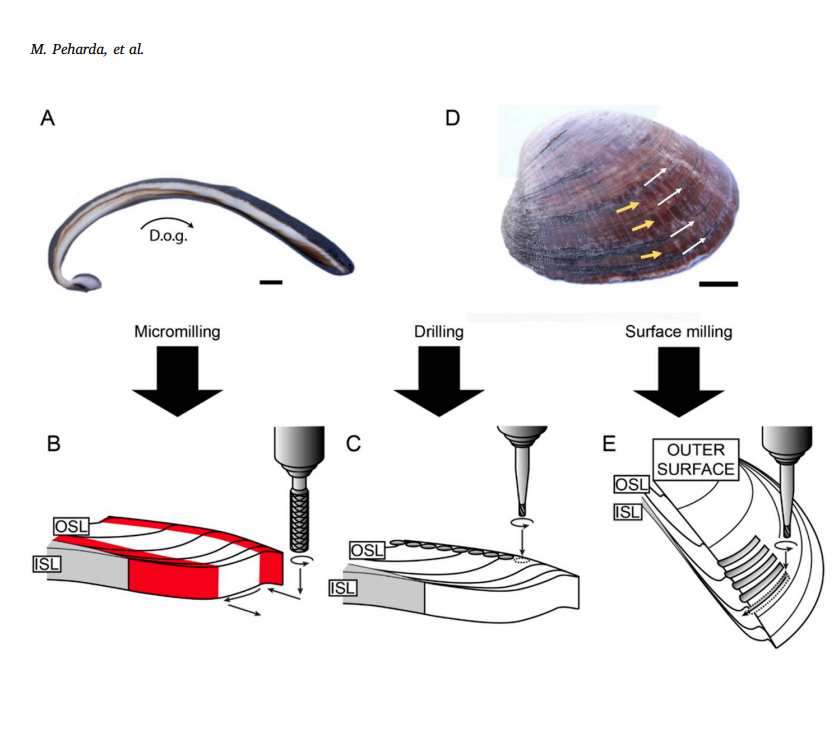 M. Peharda, et al.
A
D
D.o.g.
Micromilling
Drilling
Surface milling
B
C
E
OUTER
SURFACE
OSL
ISL
OSL
ISL
OSL
ISL